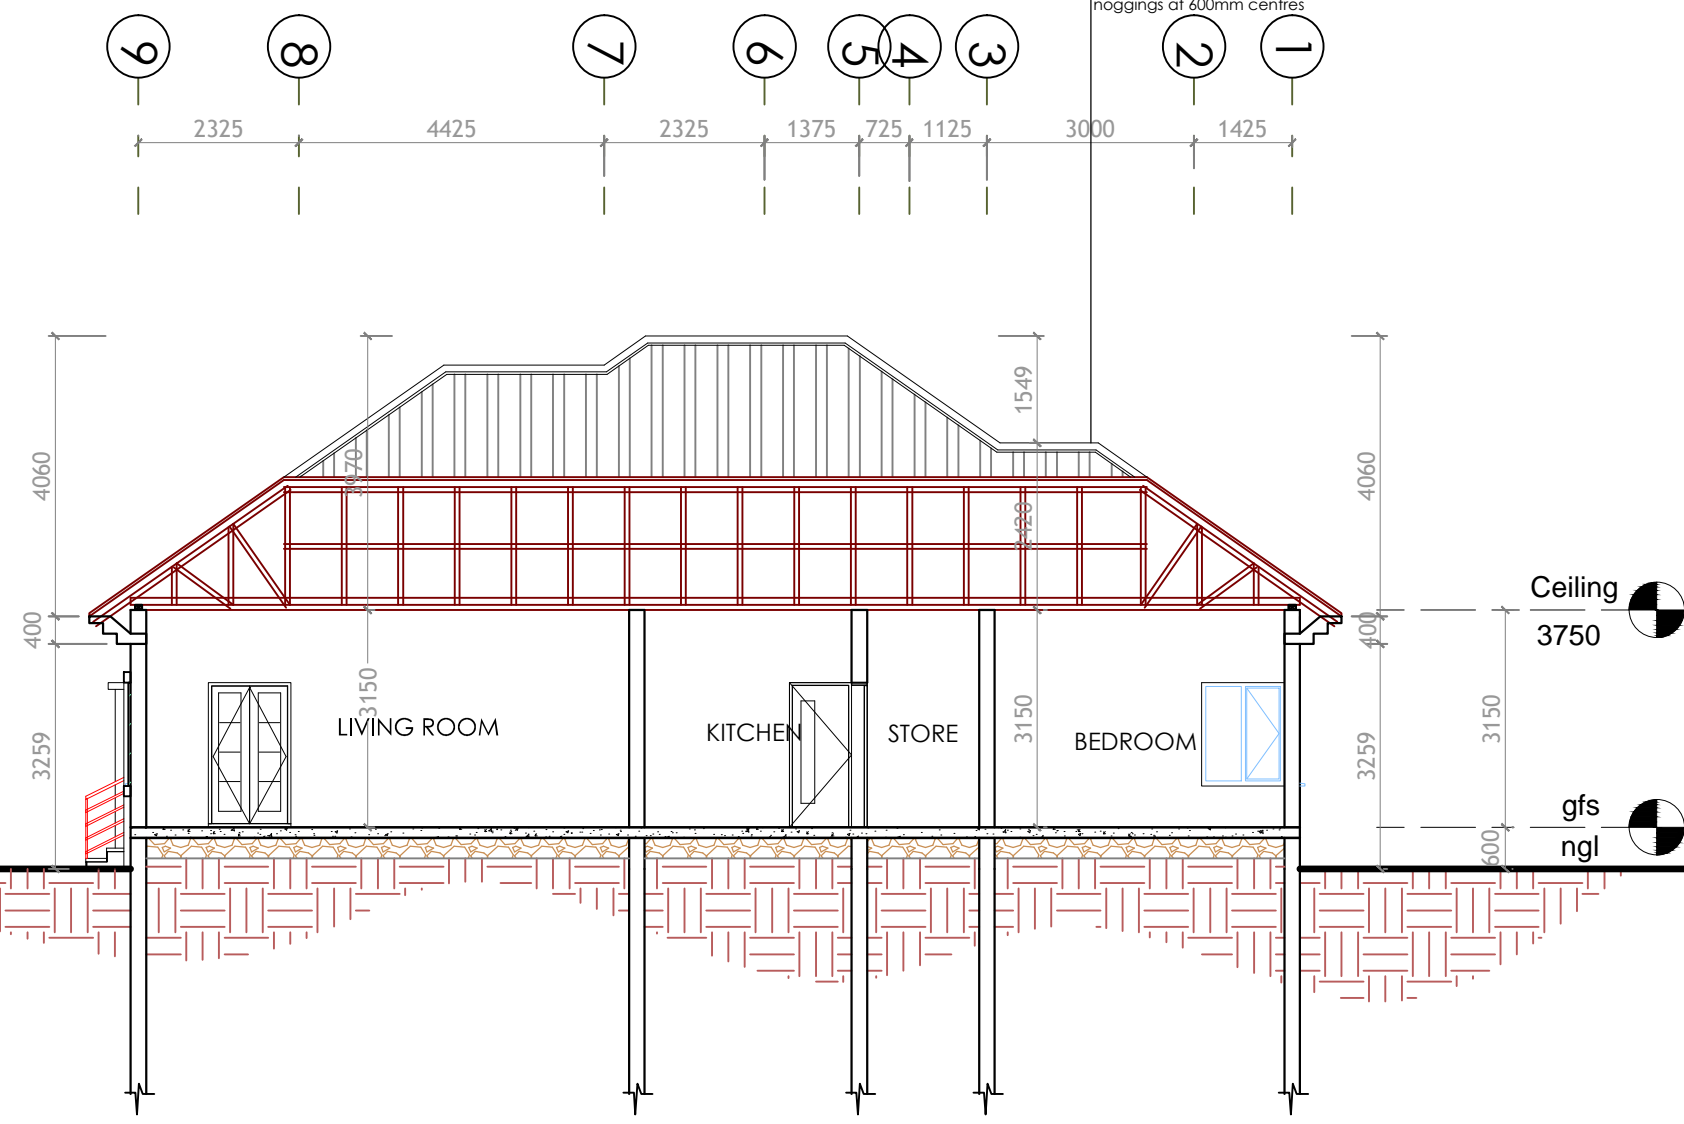 noggings at 600mm centres
9 8 7 6 5 4 3 2 1
2325 4425 2325 1375 725 1125 3000 1425
1549
4060 3970 4060
2420
Ceiling
400 400 3750
3150
LIVING ROOM KITCHEN STORE BEDROOM
3259 3150 3259 3150
gfs
ngl
600